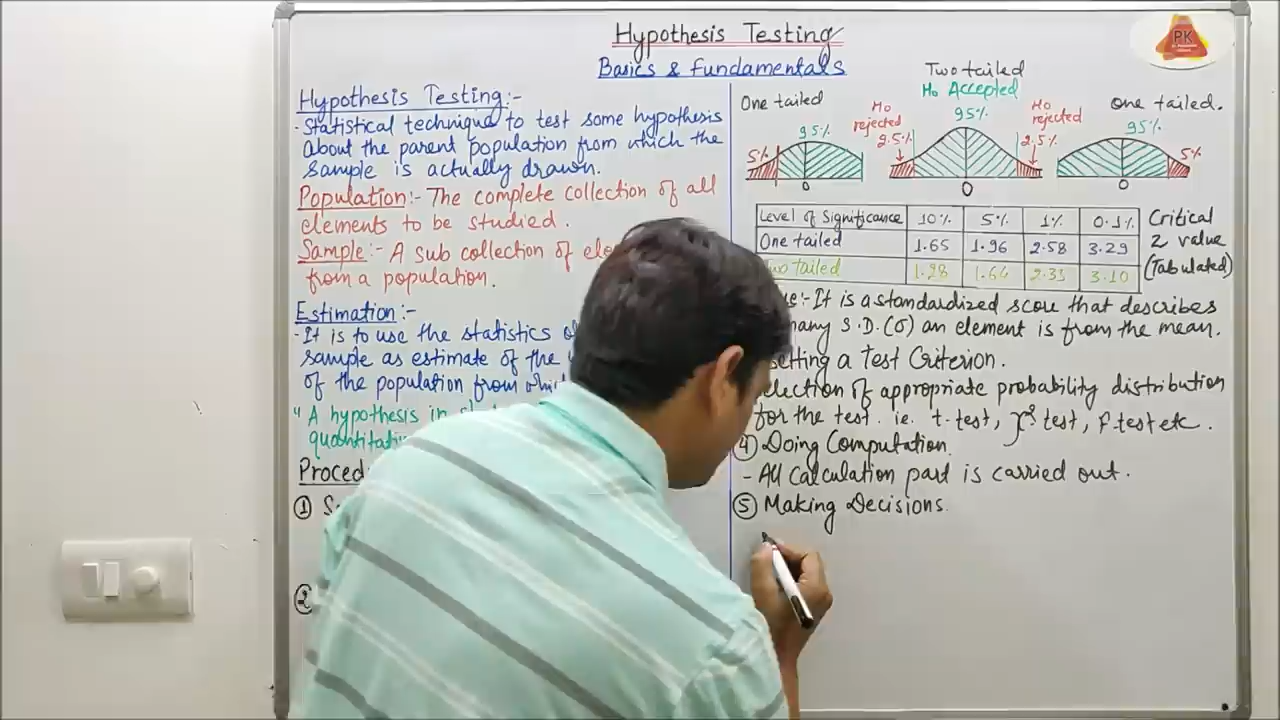 Hypothesis Testing
Basics & Fundamentals
PK
Hypothesis Testing:-
- Statistical technique to test some hypothesis
about the parent population from which the
sample is actually drawn.
Population:- The complete collection of all
elements to be studied.
Sample:- A sub collection of
from a population.
Estimation:-
- It is to use the statistics
sample as estimate of the
of the population from
" A hypothesis in
①
②
One tailed
5%
95%
Two tailed
Ho Accepted
Ho
rejected
2.5%
95%
Ho
rejected
2.5%
One tailed.
95%
5%
0
0
0
Level of Significance 10% 5% 1% 0.1%
One tailed 1.65 1.96 2.58 3.29
tailed 1.28 1.64 2.33 3.10
Critical
Z value
(Tabulated)
:- It is a standardized score that describes
many S.D.(σ) an element is from the mean.
Setting a Test Criterion.
of appropriate probability distribution
for the test. i.e. t-test, χ² test, F-test etc.
④ Doing Computation.
- All calculation part is carried out.
⑤ Making Decisions.